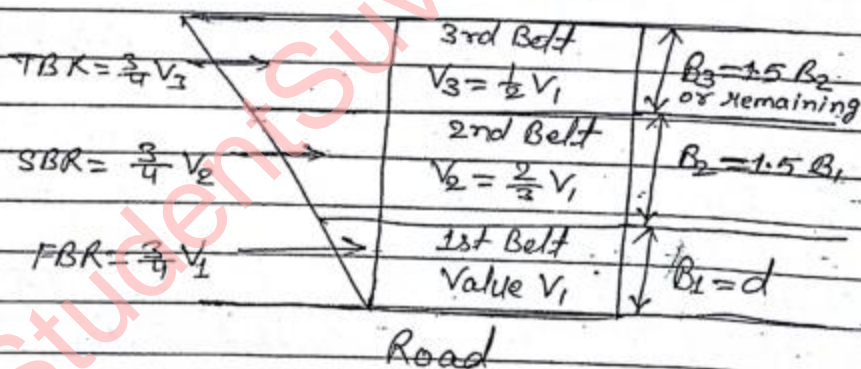 3rd Belt
TBR = 3/4 V3
V3 = 1/2 V1
B3 = 1.5 B2
or remaining
2nd Belt
SBR = 3/4 V2
V2 = 2/3 V1
B2 = 1.5 B1
1st Belt
FBR = 3/4 V1
Value V1
B1 = d
Road
StudentSuv